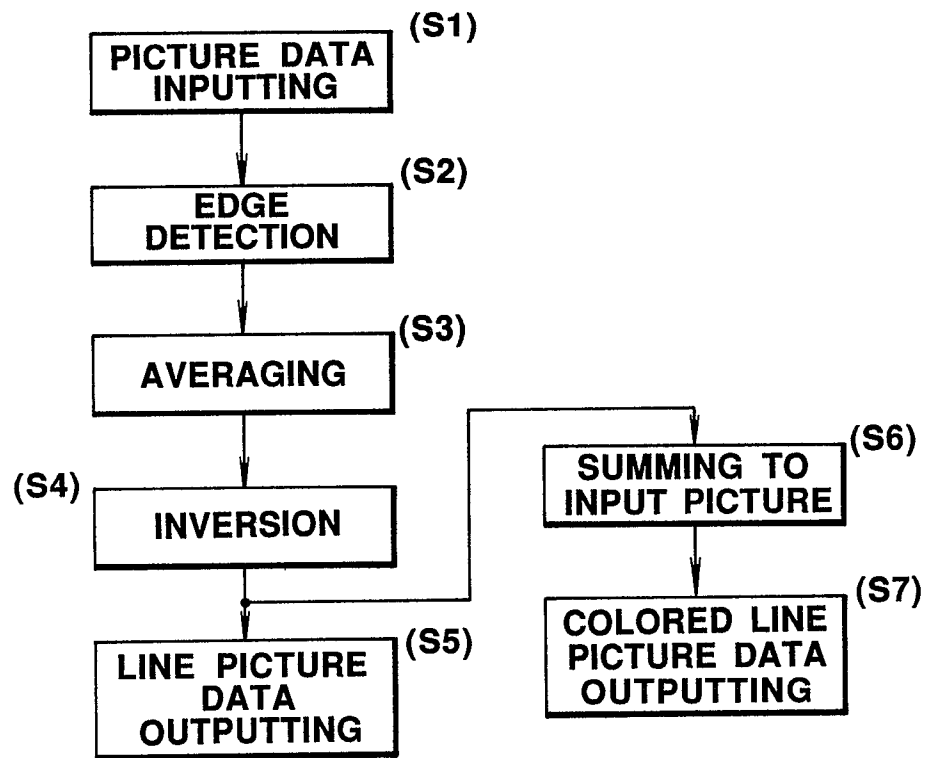 (S1)
PICTURE DATA
INPUTTING
(S2)
EDGE
DETECTION
(S3)
AVERAGING
(S4)
INVERSION
(S5)
LINE PICTURE
DATA
OUTPUTTING
(S6)
SUMMING TO
INPUT PICTURE
(S7)
COLORED LINE
PICTURE DATA
OUTPUTTING